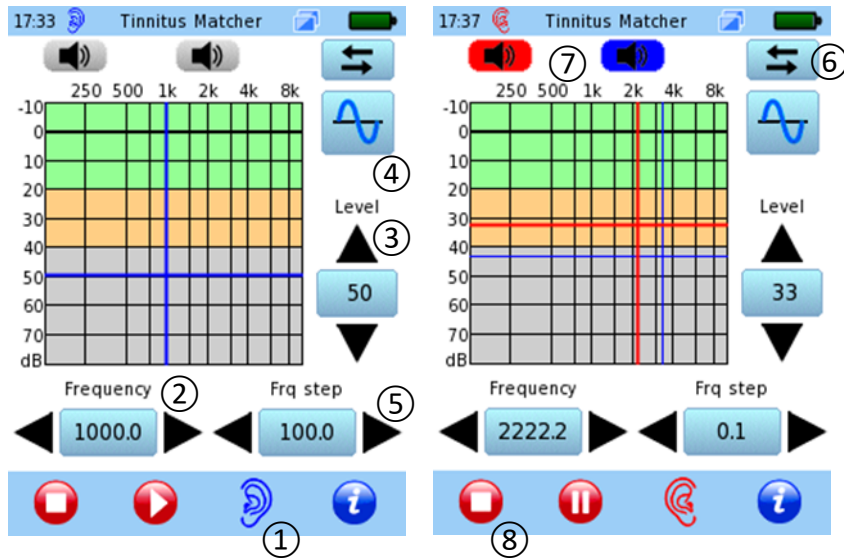 17:33 Tinnitus Matcher
250 500 1k 2k 4k 8k
-10
0
10
20
30
40
50
60
70
dB
④
Level
③
50
Frequency ② Frq step
1000.0 100.0 ⑤
i
①
17:37 Tinnitus Matcher
⑥
⑦
250 500 1k 2k 4k 8k
-10
0
10
20
30
40
50
60
70
dB
Level
33
Frequency Frq step
2222.2 0.1
i
⑧